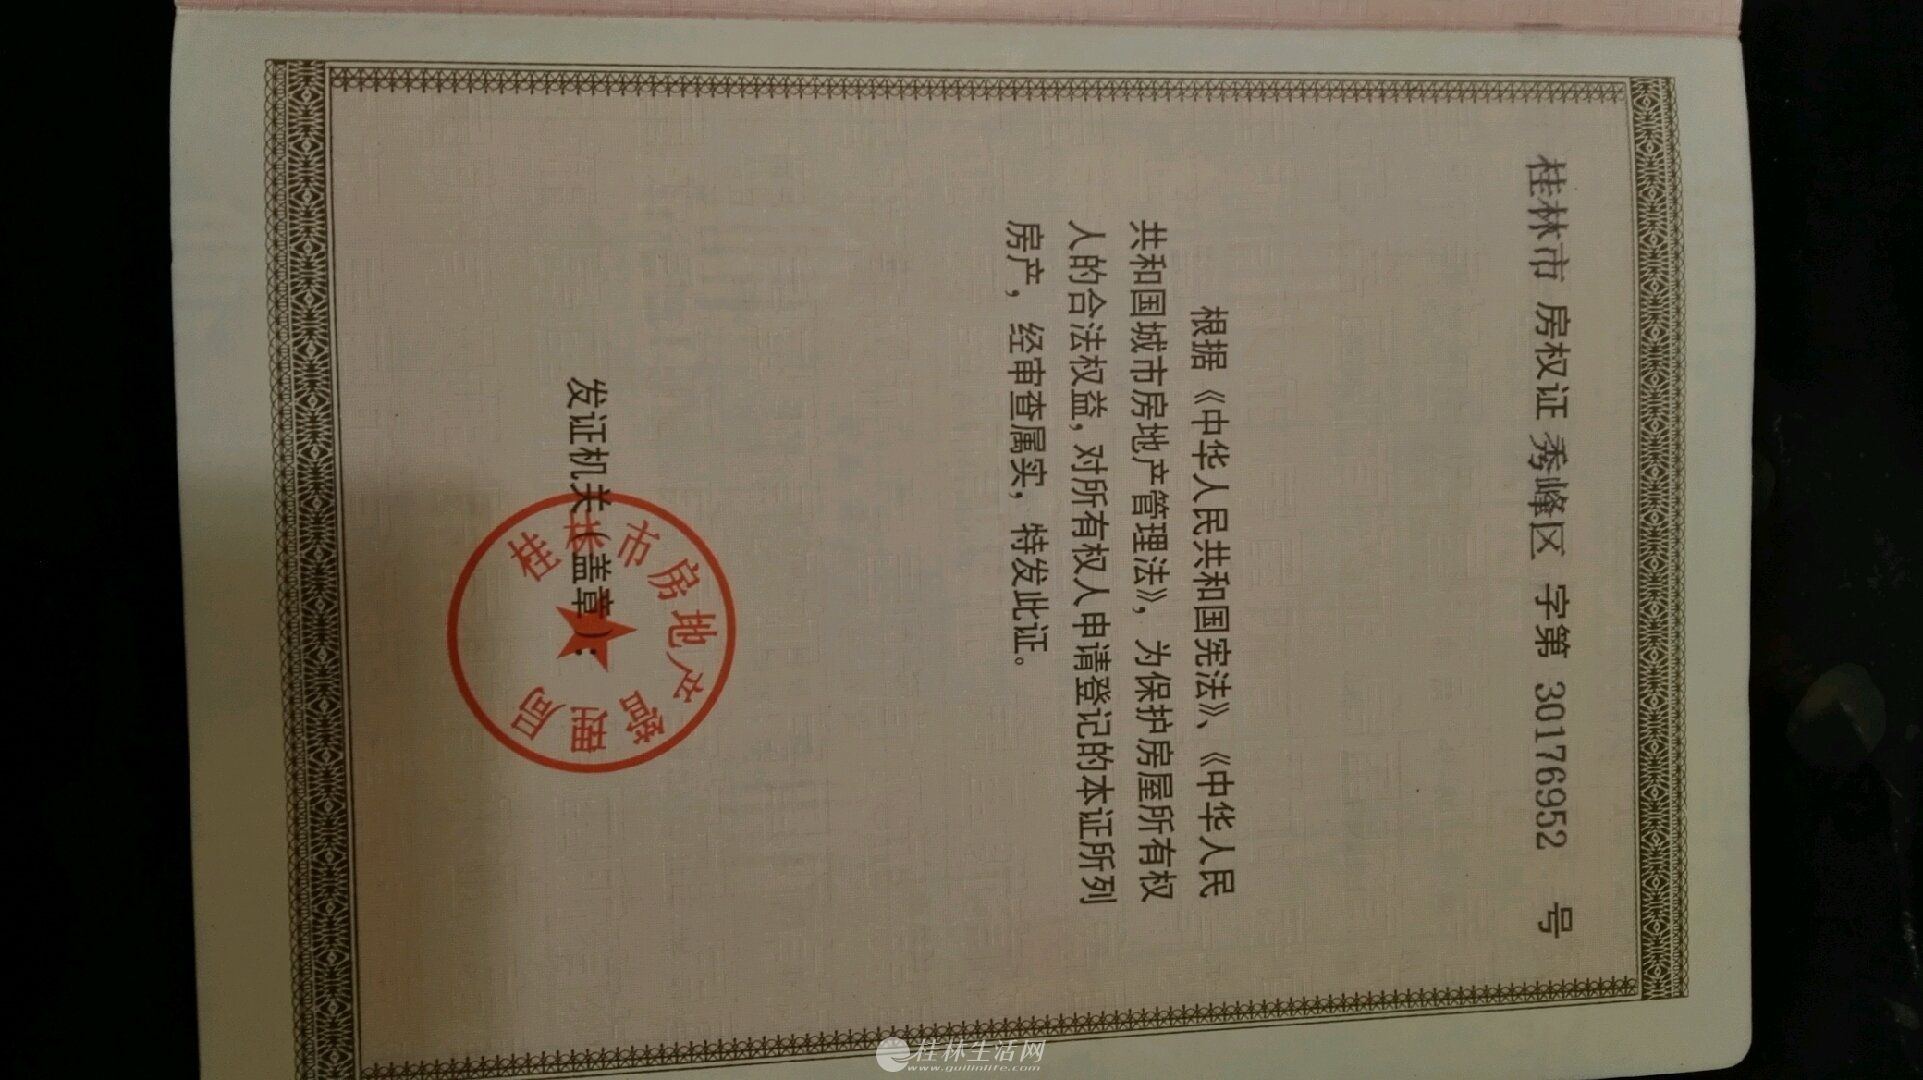 桂林市 房权证 秀峰区 字第 30176952 号
根据《中华人民共和国宪法》、《中华人民
共和国城市房地产管理法》，为保护房屋所有权
人的合法权益，对所有权人申请登记的本证所列
房产，经审查属实，特发此证。
发证机关（盖章）：
桂林市房地产管理局
桂林生活网
www.guilinlife.com